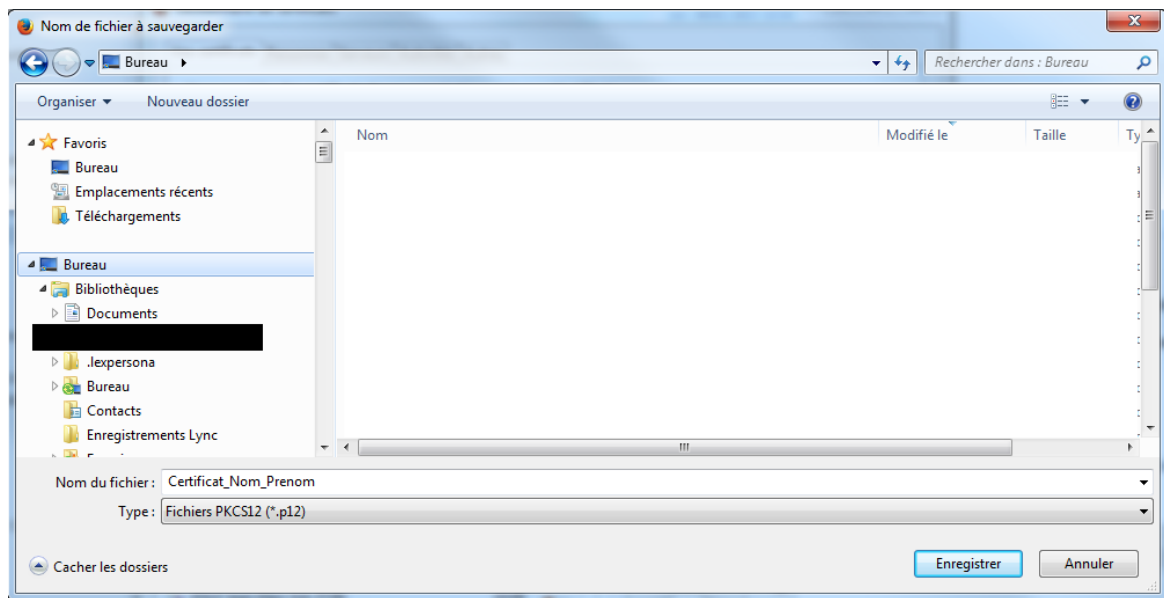 Nom de fichier à sauvegarder
Bureau
Rechercher dans : Bureau
Organiser
Nouveau dossier
Nom
Modifié le
Taille
Ty
Favoris
Bureau
Emplacements récents
Téléchargements
Bureau
Bibliothèques
Documents
.lexpersona
Bureau
Contacts
Enregistrements Lync
Nom du fichier : Certificat_Nom_Prenom
Type : Fichiers PKCS12 (*.p12)
Cacher les dossiers
Enregistrer
Annuler